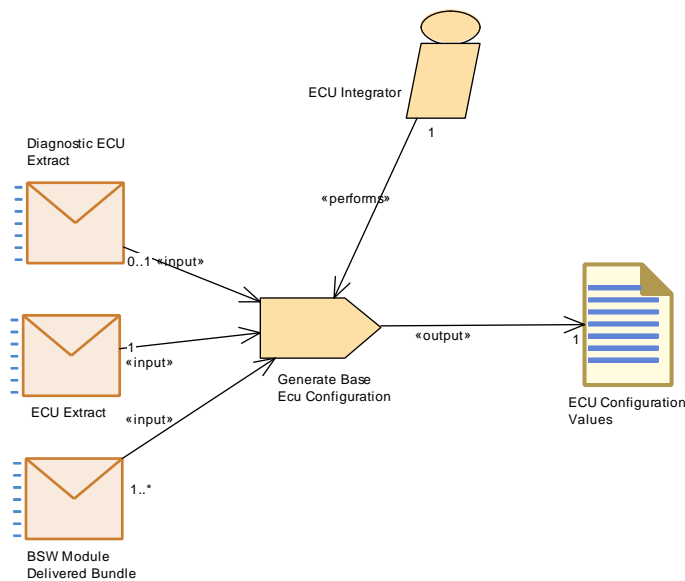 ECU Integrator
1
Diagnostic ECU
Extract
«performs»
0..1 «input»
1
«input»
ECU Extract
«output»
1
Generate Base
Ecu Configuration
ECU Configuration
Values
«input»
1..*
BSW Module
Delivered Bundle